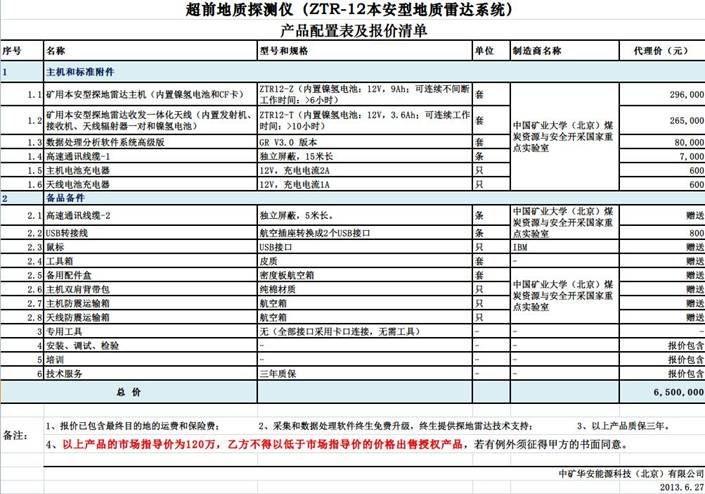 超前地质探测仪（ZTR-12本安型地质雷达系统）
产品配置表及报价清单
序号 名称 型号和规格 单位 制造商名称 代理价（元）
1 主机和标准附件
1.1 矿用本安型探地雷达主机（内置镍氢电池和CF卡） ZTR12-Z（内置镍氢电池：12V，9Ah；可连续不间断工作时间：>6小时） 套 中国矿业大学（北京）煤炭资源与安全开采国家重点实验室 296,000
1.2 矿用本安型探地雷达收发一体化天线（内置发射机、接收机、天线辐射器一对和镍氢电池） ZTR12-T（内置镍氢电池：12V，3.6Ah；可连续工作时间：>10小时） 套 265,000
1.3 数据处理分析软件系统高级版 GR V3.0 版本 套 80,000
1.4 高速通讯线缆-1 独立屏蔽，15米长 条 7,000
1.5 主机电池充电器 12V，充电电流2A 只 600
1.6 天线电池充电器 12V，充电电流1A 只 600
2 备品备件
2.1 高速通讯线缆-2 独立屏蔽，5米长。 条 中国矿业大学（北京）煤炭资源与安全开采国家重点实验室 赠送
2.2 USB转接线 航空插座转换成2个USB接口 条 800
2.3 鼠标 USB接口 只 IBM 赠送
2.4 工具箱 皮质 套 - 赠送
2.5 备用配件盒 密度板航空箱 套 中国矿业大学（北京）煤炭资源与安全开采国家重点实验室 赠送
2.6 主机双肩背带包 纯棉材质 只 赠送
2.7 主机防震运输箱 航空箱 只 赠送
2.8 天线防震运输箱 航空箱 只 赠送
3 专用工具 无（全部接口采用卡口连接，无需工具） - - -
4 安装、调试、检验 - - - 报价包含
5 培训 - - - 报价包含
6 技术服务 三年质保 - - 报价包含
总 价 6,500,000
备注：
1、报价已包含最终目的地的运费和保险费； 2、采集和数据处理软件终生免费升级，终生提供探地雷达技术支持； 3、以上产品质保三年。
4、以上产品的市场指导价为120万，乙方不得以低于市场指导价的价格出售授权产品，若有例外须征得甲方的书面同意。
中矿华安能源科技（北京）有限公司
2013.6.27